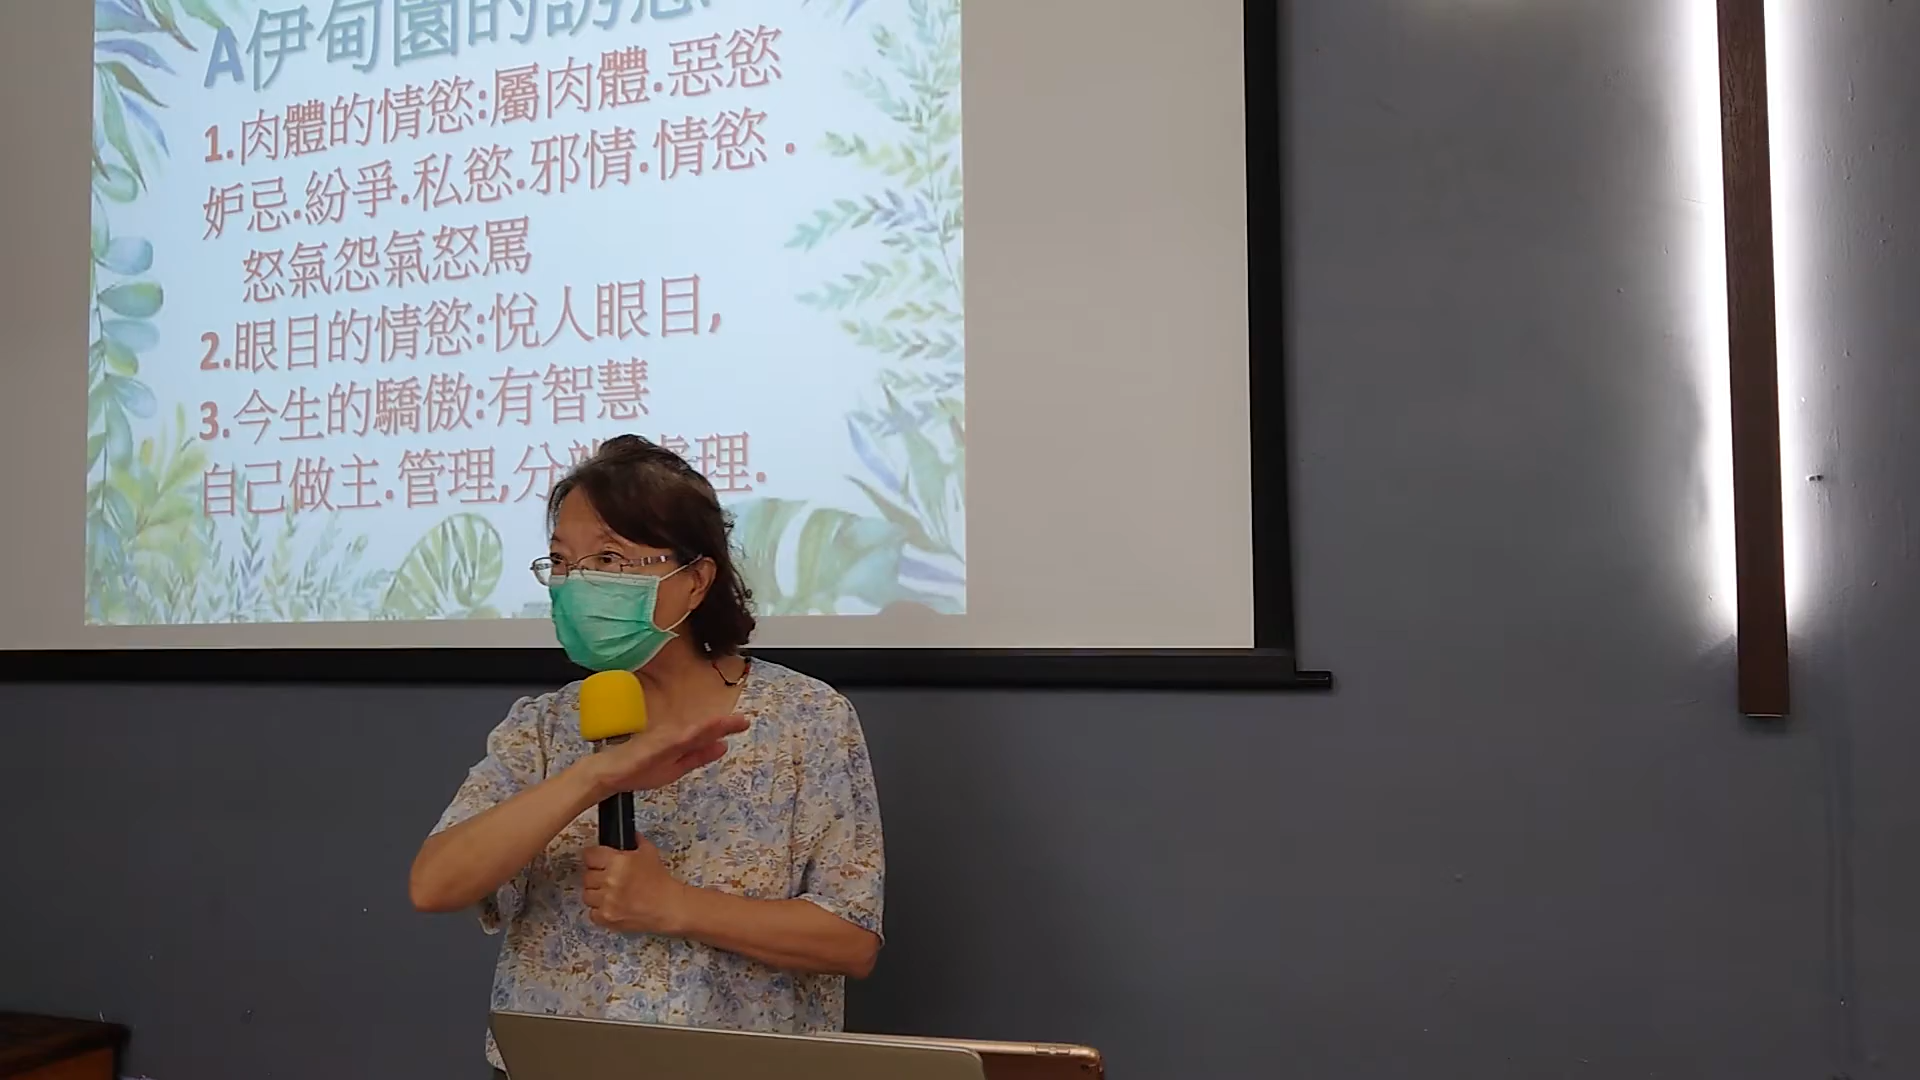 A伊甸園的誘惑
1.肉體的情慾:屬肉體.惡慾
妒忌.紛爭.私慾.邪情.情慾.
怒氣怨氣怒罵
2.眼目的情慾:悅人眼目,
3.今生的驕傲:有智慧
自己做主.管理,分 理.